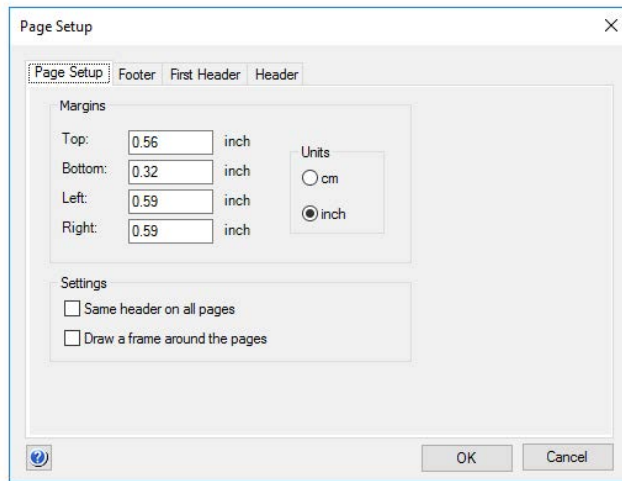 Page Setup
Page Setup Footer First Header Header
Margins
Top: 0.56 inch
Bottom: 0.32 inch
Left: 0.59 inch
Right: 0.59 inch
Units
cm
inch
Settings
Same header on all pages
Draw a frame around the pages
OK Cancel